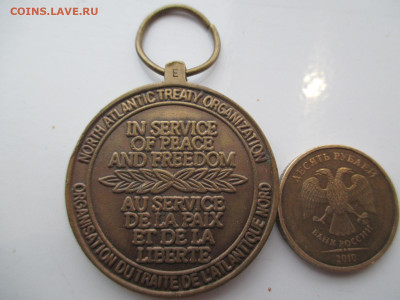 COINS.LAVE.RU
E
NORTH ATLANTIC TREATY ORGANIZATION
IN SERVICE
OF PEACE
AND FREEDOM
AU SERVICE
DE LA PAIX
ET DE LA
LIBERTE
ORGANISATION DU TRAITE DE L'ATLANTIQUE NORD
ДЕСЯТЬ РУБЛЕЙ
БАНК РОССИИ